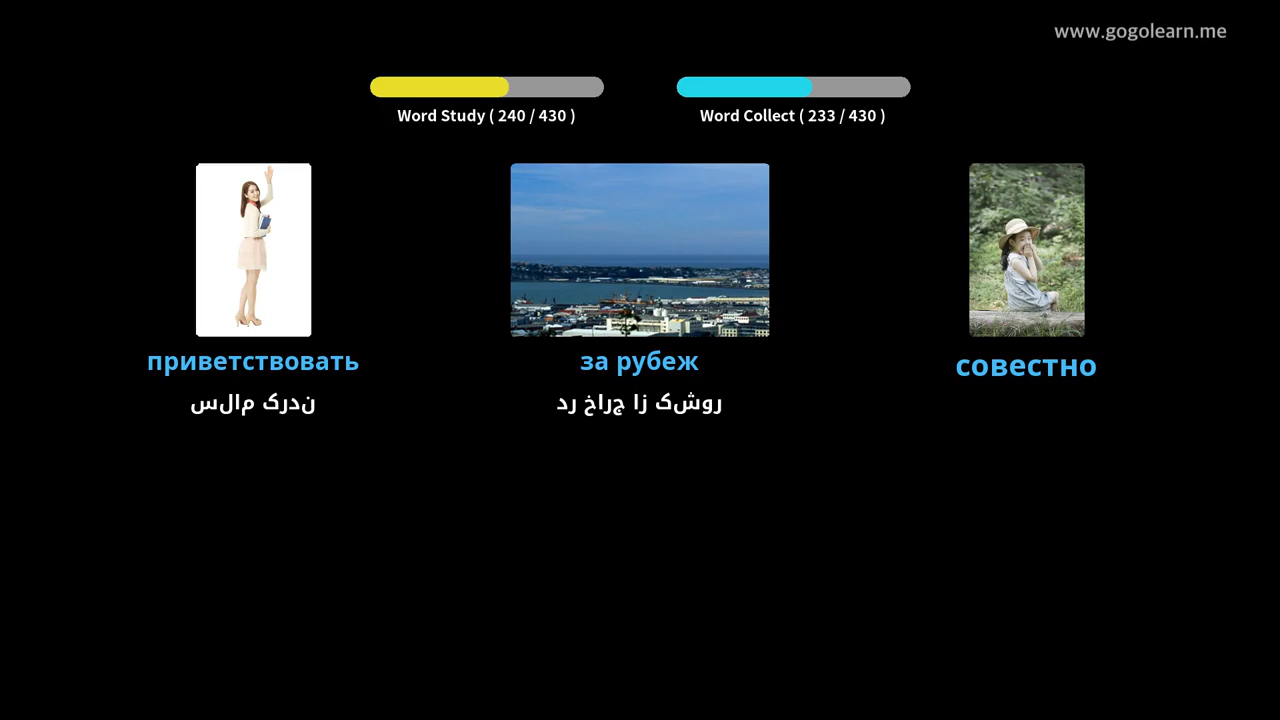 www.gogolearn.me
Word Study ( 240 / 430 )
Word Collect ( 233 / 430 )
приветствовать
за рубеж
совестно
سلام کردن
در خارج از کشور